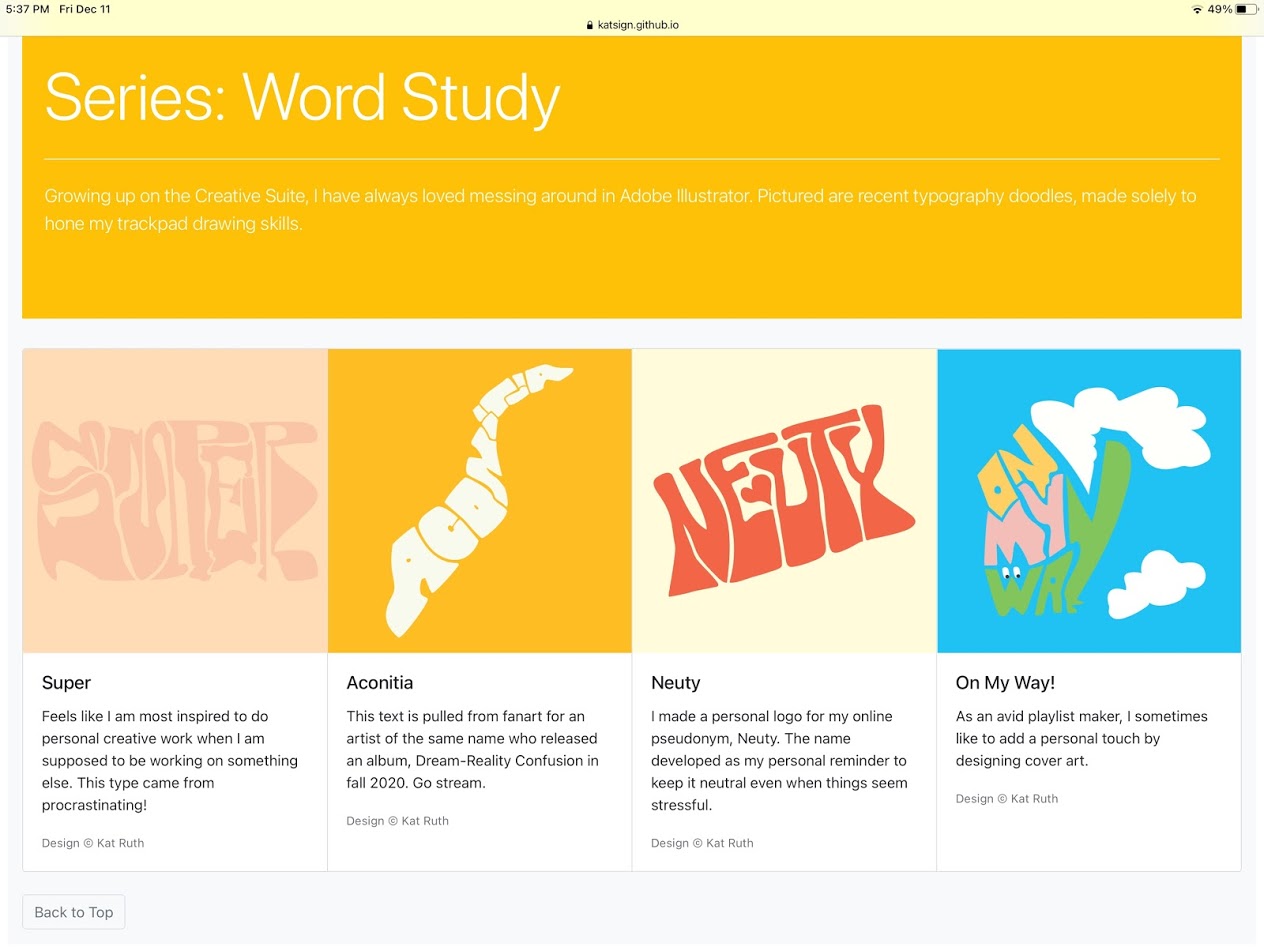 5:37 PM Fri Dec 11
49%
katsign.github.io
Series: Word Study
Growing up on the Creative Suite, I have always loved messing around in Adobe Illustrator. Pictured are recent typography doodles, made solely to
hone my trackpad drawing skills.
SUPER
ACONITIA
NEUTY
ON
MY
WAY
Super
Feels like I am most inspired to do
personal creative work when I am
supposed to be working on something
else. This type came from
procrastinating!
Design © Kat Ruth
Aconitia
This text is pulled from fanart for an
artist of the same name who released
an album, Dream-Reality Confusion in
fall 2020. Go stream.
Design © Kat Ruth
Neuty
I made a personal logo for my online
pseudonym, Neuty. The name
developed as my personal reminder to
keep it neutral even when things seem
stressful.
Design © Kat Ruth
On My Way!
As an avid playlist maker, I sometimes
like to add a personal touch by
designing cover art.
Design © Kat Ruth
Back to Top